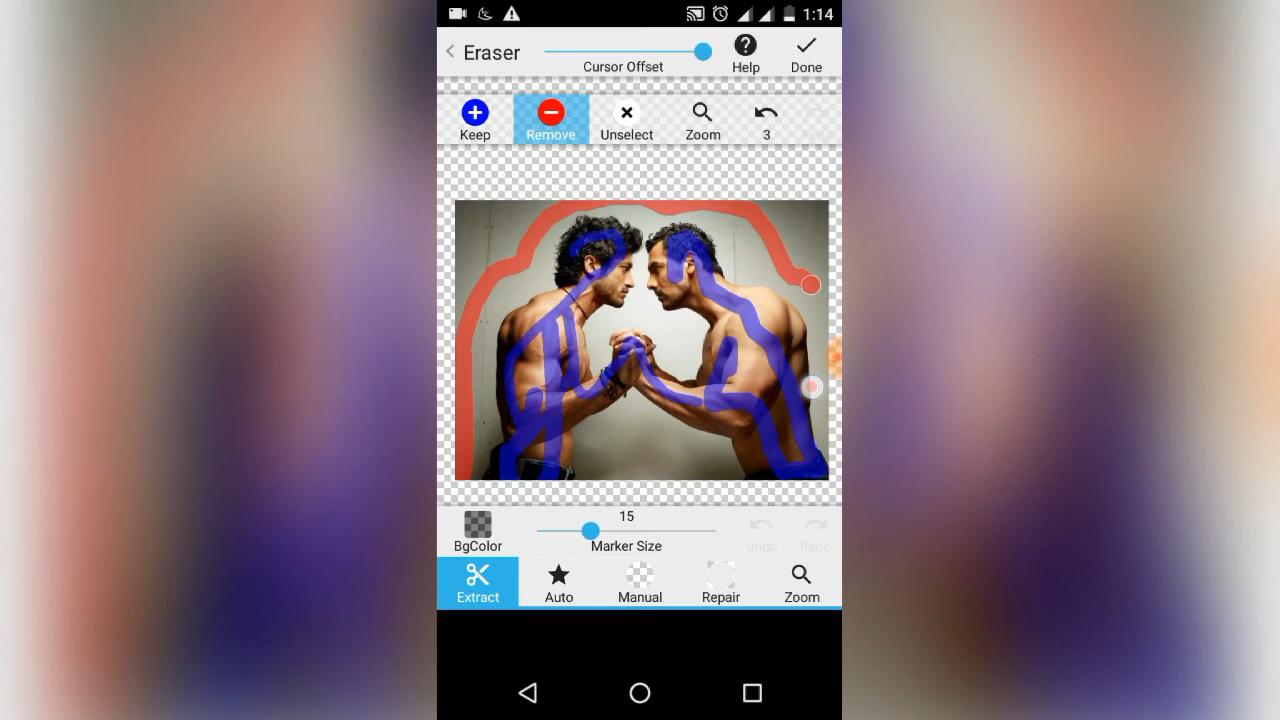 1:14
Eraser
Cursor Offset
Help
Done
Keep
Remove
Unselect
Zoom
3
15
BgColor
Marker Size
Undo
Redo
Extract
Auto
Manual
Repair
Zoom